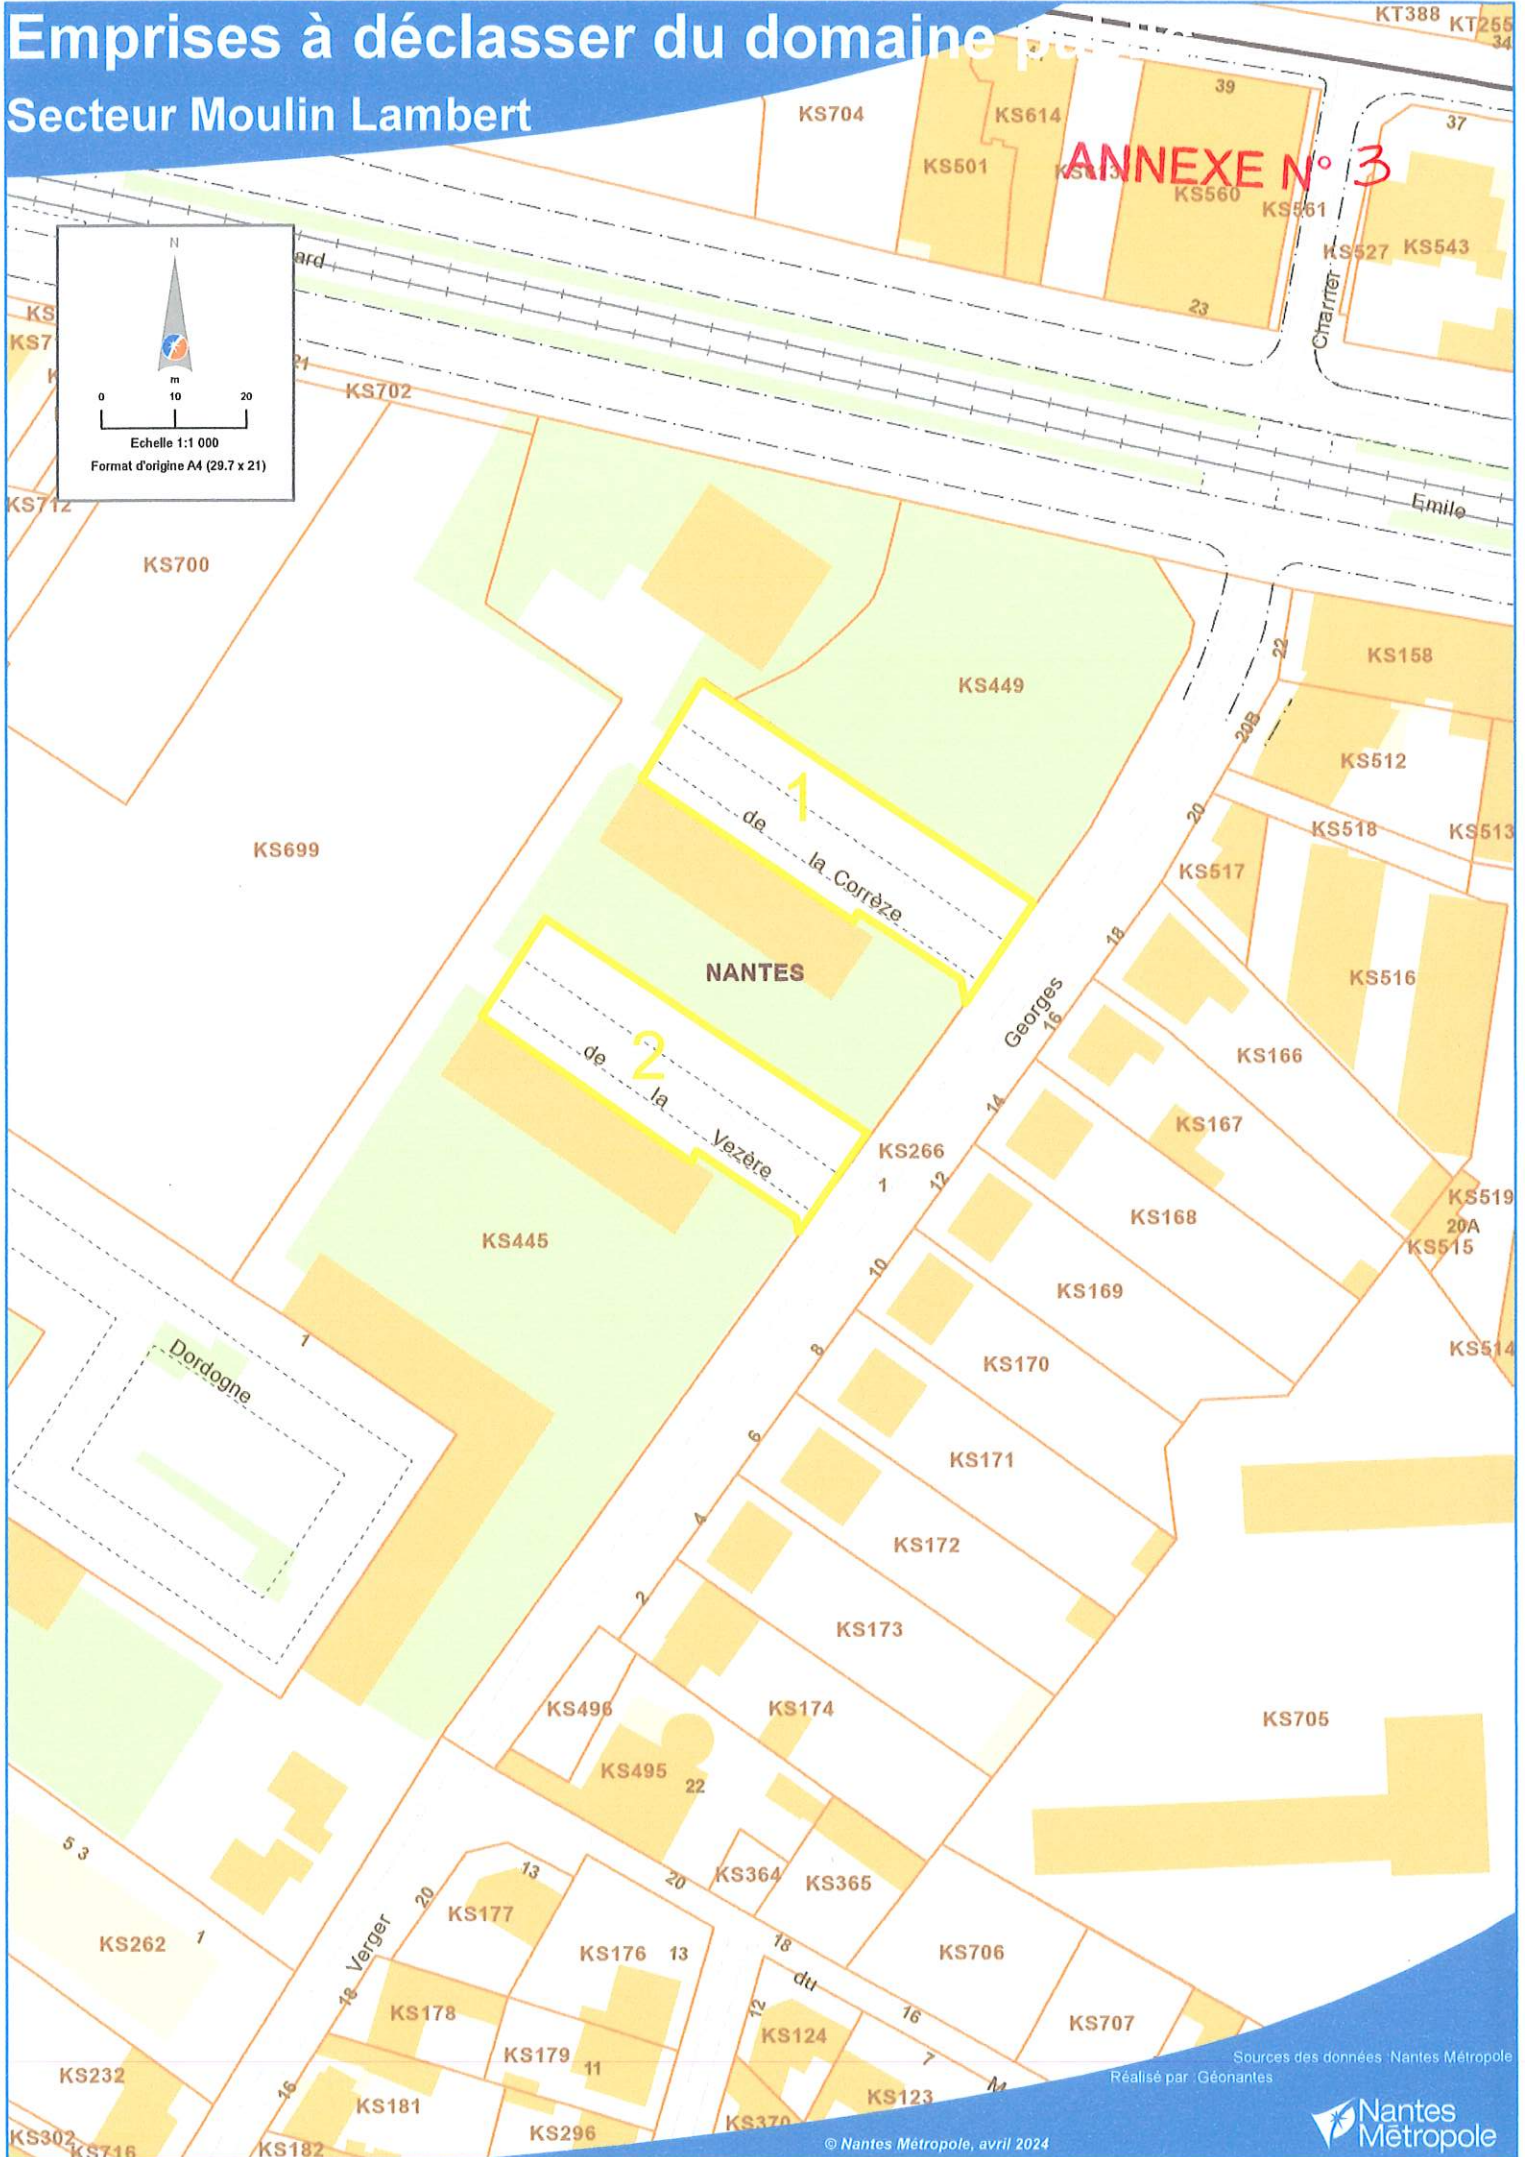 Emprises à déclasser du domaine
Secteur Moulin Lambert
ANNEXE N° 3
KT388
KT255
34
39
37
KS704
KS614
KS501
KS560
KS561
KS527
KS543
23
Charrier
N
m
0 10 20
Echelle 1:1 000
Format d'origine A4 (29.7 x 21)
ard
21
KS702
KS712
KS700
Emile
KS449
22
KS158
20B
KS512
20
KS518
KS513
KS699
1
de la Corrèze
KS517
18
NANTES
KS516
Georges
16
2
de la Vezère
KS166
14
KS167
KS266
1
12
KS168
KS519
20A
KS515
KS445
10
KS169
1
Dordogne
8
KS170
KS514
6
KS171
4
KS172
2
KS173
KS496
KS174
KS705
KS495
22
5 3
13
20
KS364
KS365
20
KS177
KS262
1
Verger
KS176
13
18
KS706
du
18
KS178
12
KS124
16
KS707
KS179
11
7
KS232
16
KS181
KS123
M
KS296
KS370
KS302
KS716
KS182
Sources des données :Nantes Métropole
Réalisé par :Géonantes
© Nantes Métropole, avril 2024
Nantes
Métropole